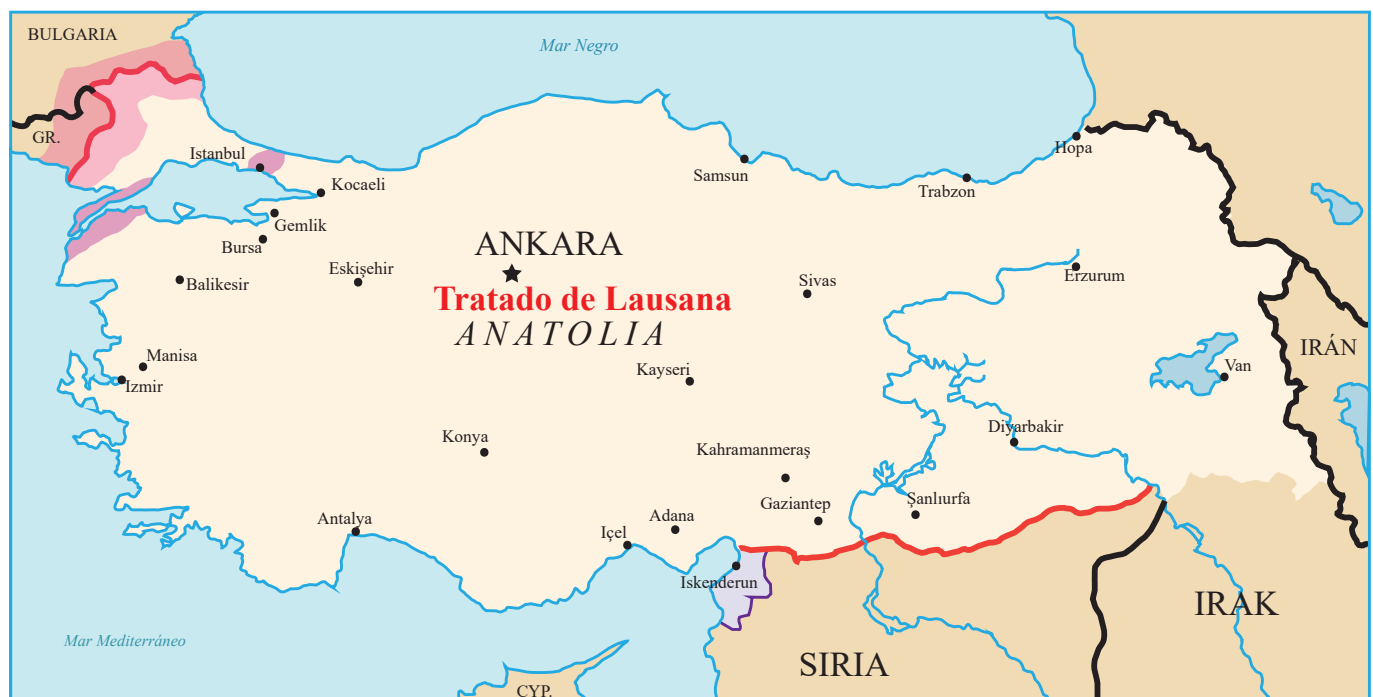 BULGARIA
Mar Negro
GR.
Istanbul
Hopa
Samsun
Kocaeli
Trabzon
Gemlik
Bursa
ANKARA
Eskişehir
Erzurum
Balikesir
Sivas
Tratado de Lausana
ANATOLIA
IRÁN
Manisa
Van
Kayseri
Izmir
Diyarbakir
Konya
Kahramanmeraş
Gaziantep
Şanlıurfa
Antalya
Adana
Içel
Iskenderun
IRAK
Mar Mediterráneo
SIRIA
CYP.